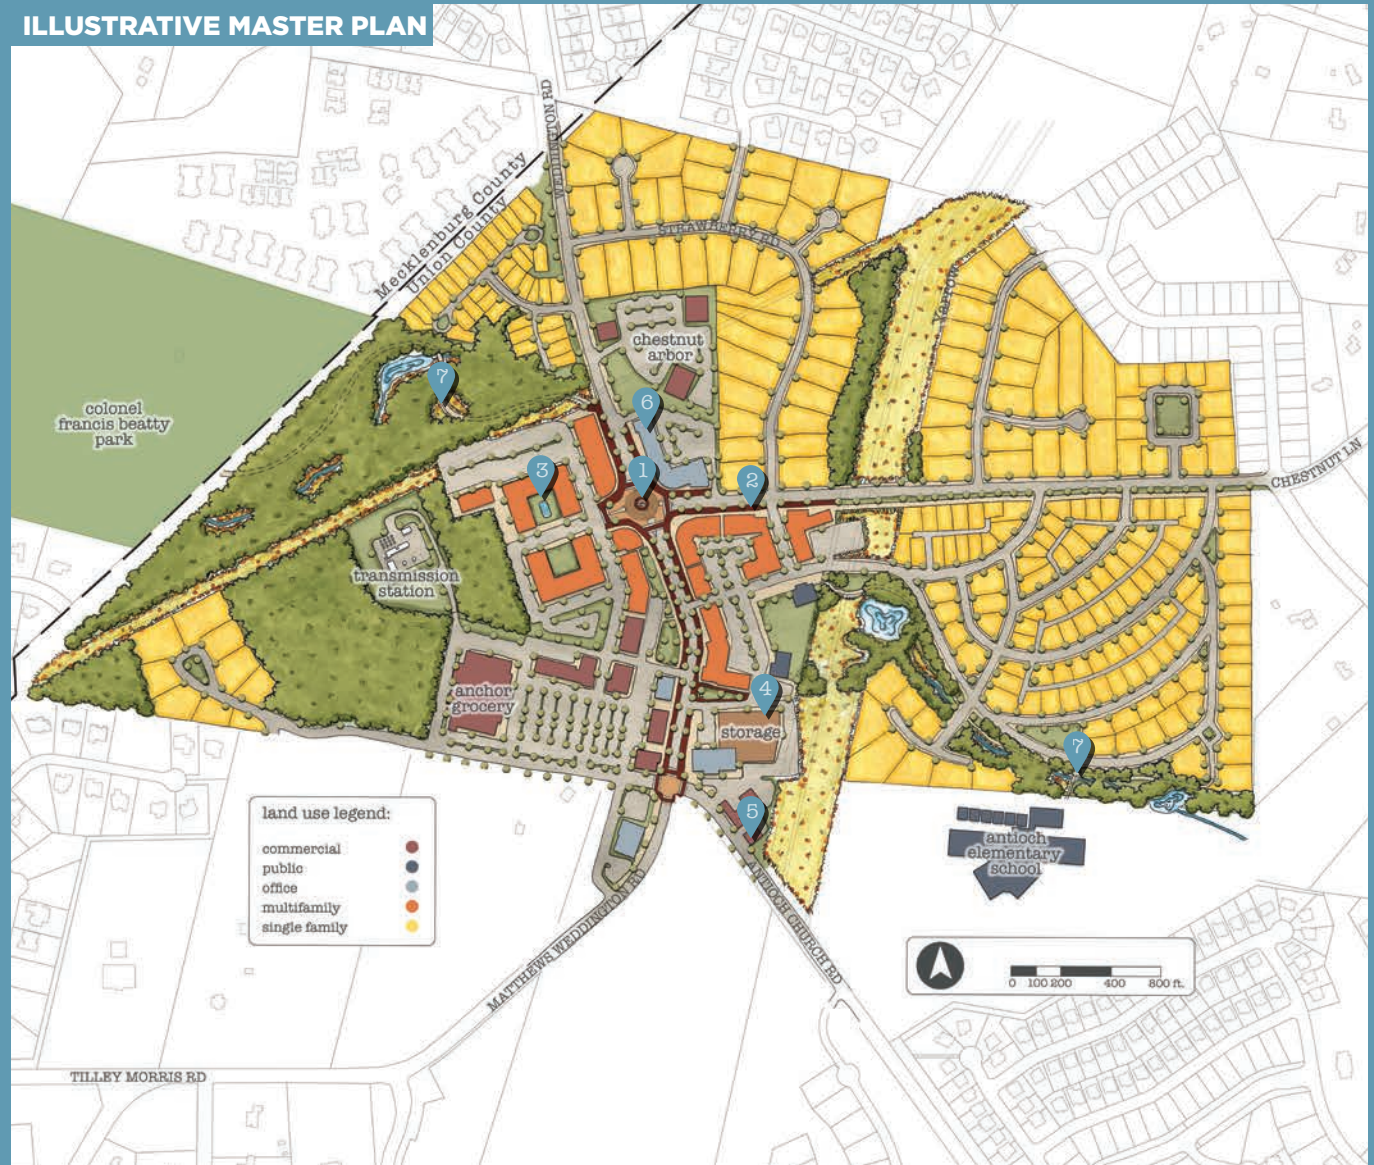 ILLUSTRATIVE MASTER PLAN
WEDDINGTON RD
Mecklenburg County
Union County
STRAWBERRY RD
chestnut
arbor
7
6
colonel
francis beatty
park
3
1
2
CHESTNUT LN
transmission
station
anchor
grocery
4
storage
7
5
land use legend:
commercial
public
office
multifamily
single family
antioch
elementary
school
MATTHEWS WEDDINGTON RD
ANTIOCH CHURCH RD
0 100 200 400 800 ft.
TILLEY MORRIS RD